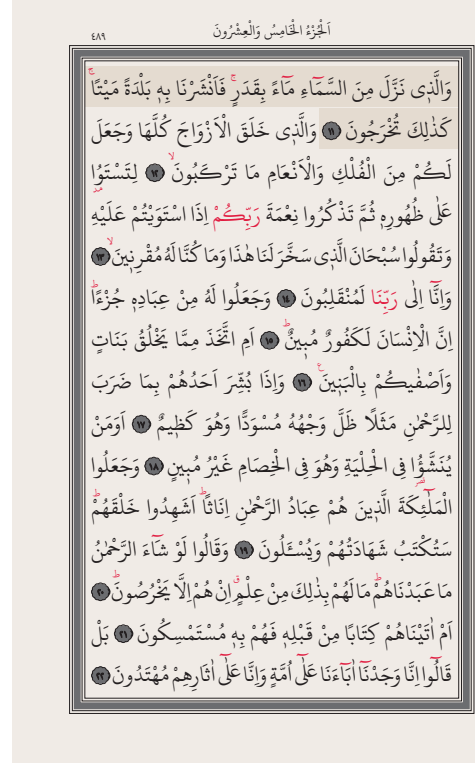 اَلْجُزْءُ الْخَامِسُ وَالْعِشْرُونَ
٤٨٩
وَالَّذ۪ى نَزَّلَ مِنَ السَّمَٓاءِ مَٓاءً بِقَدَرٍۚ فَاَنْشَرْنَا بِه۪ بَلْدَةً مَيْتًاۚ
كَذٰلِكَ تُخْرَجُونَ ﴿١١﴾ وَالَّذ۪ى خَلَقَ الْاَزْوَاجَ كُلَّهَا وَجَعَلَ
لَكُمْ مِنَ الْفُلْكِ وَالْاَنْعَامِ مَا تَرْكَبُونَۙ ﴿١٢﴾ لِتَسْتَوُ۫ا
عَلٰى ظُهُورِه۪ ثُمَّ تَذْكُرُوا نِعْمَةَ رَبِّكُمْ اِذَا اسْتَوَيْتُمْ عَلَيْهِ
وَتَقُولُوا سُبْحَانَ الَّذ۪ى سَخَّرَ لَنَا هٰذَا وَمَا كُنَّا لَهُ مُقْرِن۪ينَۙ ﴿١٣﴾
وَاِنَّٓا اِلٰى رَبِّنَا لَمُنْقَلِبُونَ ﴿١٤﴾ وَجَعَلُوا لَهُ مِنْ عِبَادِه۪ جُزْءًاۜ
اِنَّ الْاِنْسَانَ لَكَفُورٌ مُب۪ينٌۜ ﴿١٥﴾ اَمِ اتَّخَذَ مِمَّا يَخْلُقُ بَنَاتٍ
وَاَصْفٰيكُمْ بِالْبَن۪ينَۚ ﴿١٦﴾ وَاِذَا بُشِّرَ اَحَدُهُمْ بِمَا ضَرَبَ
لِلرَّحْمٰنِ مَثَلًا ظَلَّ وَجْهُهُ مُسْوَدًّا وَهُوَ كَظ۪يمٌ ﴿١٧﴾ اَوَمَنْ
يُنَشَّؤُ۬ا فِى الْحِلْيَةِ وَهُوَ فِى الْخِصَامِ غَيْرُ مُب۪ينٍ ﴿١٨﴾ وَجَعَلُوا
الْمَلٰٓئِكَةَ الَّذ۪ينَ هُمْ عِبَادُ الرَّحْمٰنِ اِنَاثًاۜ اَشَهِدُوا خَلْقَهُمْۜ
سَتُكْتَبُ شَهَادَتُهُمْ وَيُسْـَٔلُونَ ﴿١٩﴾ وَقَالُوا لَوْ شَٓاءَ الرَّحْمٰنُ
مَا عَبَدْنَاهُمْۜ مَا لَهُمْ بِذٰلِكَ مِنْ عِلْمٍۗ اِنْ هُمْ اِلَّا يَخْرُصُونَۜ ﴿٢٠﴾
اَمْ اٰتَيْنَاهُمْ كِتَابًا مِنْ قَبْلِه۪ فَهُمْ بِه۪ مُسْتَمْسِكُونَ ﴿٢١﴾ بَلْ
قَالُٓوا اِنَّا وَجَدْنَٓا اٰبَٓاءَنَا عَلٰٓى اُمَّةٍ وَاِنَّا عَلٰٓى اٰثَارِهِمْ مُهْتَدُونَ ﴿٢٢﴾